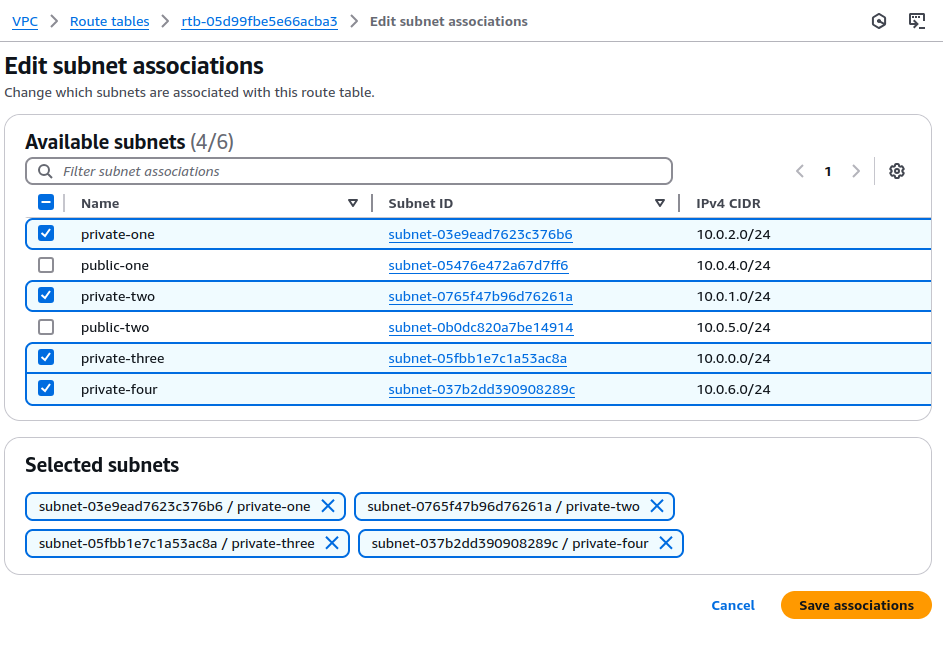 VPC > Route tables > rtb-05d99fbe5e66acba3 > Edit subnet associations
Edit subnet associations
Change which subnets are associated with this route table.
Available subnets (4/6)
Filter subnet associations
1
Name Subnet ID IPv4 CIDR
private-one subnet-03e9ead7623c376b6 10.0.2.0/24
public-one subnet-05476e472a67d7ff6 10.0.4.0/24
private-two subnet-0765f47b96d76261a 10.0.1.0/24
public-two subnet-0b0dc820a7be14914 10.0.5.0/24
private-three subnet-05fbb1e7c1a53ac8a 10.0.0.0/24
private-four subnet-037b2dd390908289c 10.0.6.0/24
Selected subnets
subnet-03e9ead7623c376b6 / private-one subnet-0765f47b96d76261a / private-two
subnet-05fbb1e7c1a53ac8a / private-three subnet-037b2dd390908289c / private-four
Cancel Save associations